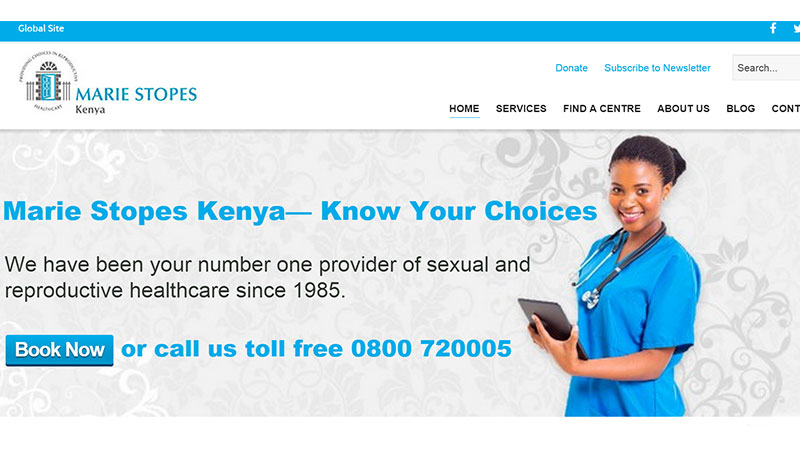 Global Site
PROVIDING CHOICES IN REPRODUCTIVE
HEALTHCARE
MARIE STOPES
Kenya
Donate Subscribe to Newsletter Search...
HOME SERVICES FIND A CENTRE ABOUT US BLOG CONT
Marie Stopes Kenya— Know Your Choices
We have been your number one provider of sexual and
reproductive healthcare since 1985.
Book Now or call us toll free 0800 720005